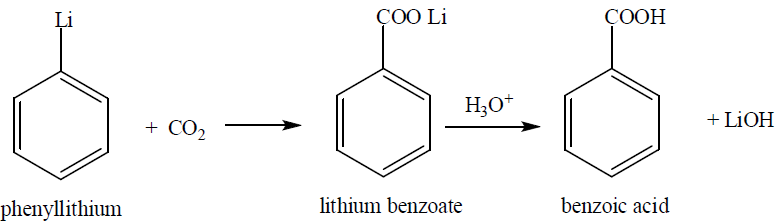 Li
COO Li
COOH
+ CO₂
H₃O⁺
+ LiOH
phenyllithium
lithium benzoate
benzoic acid